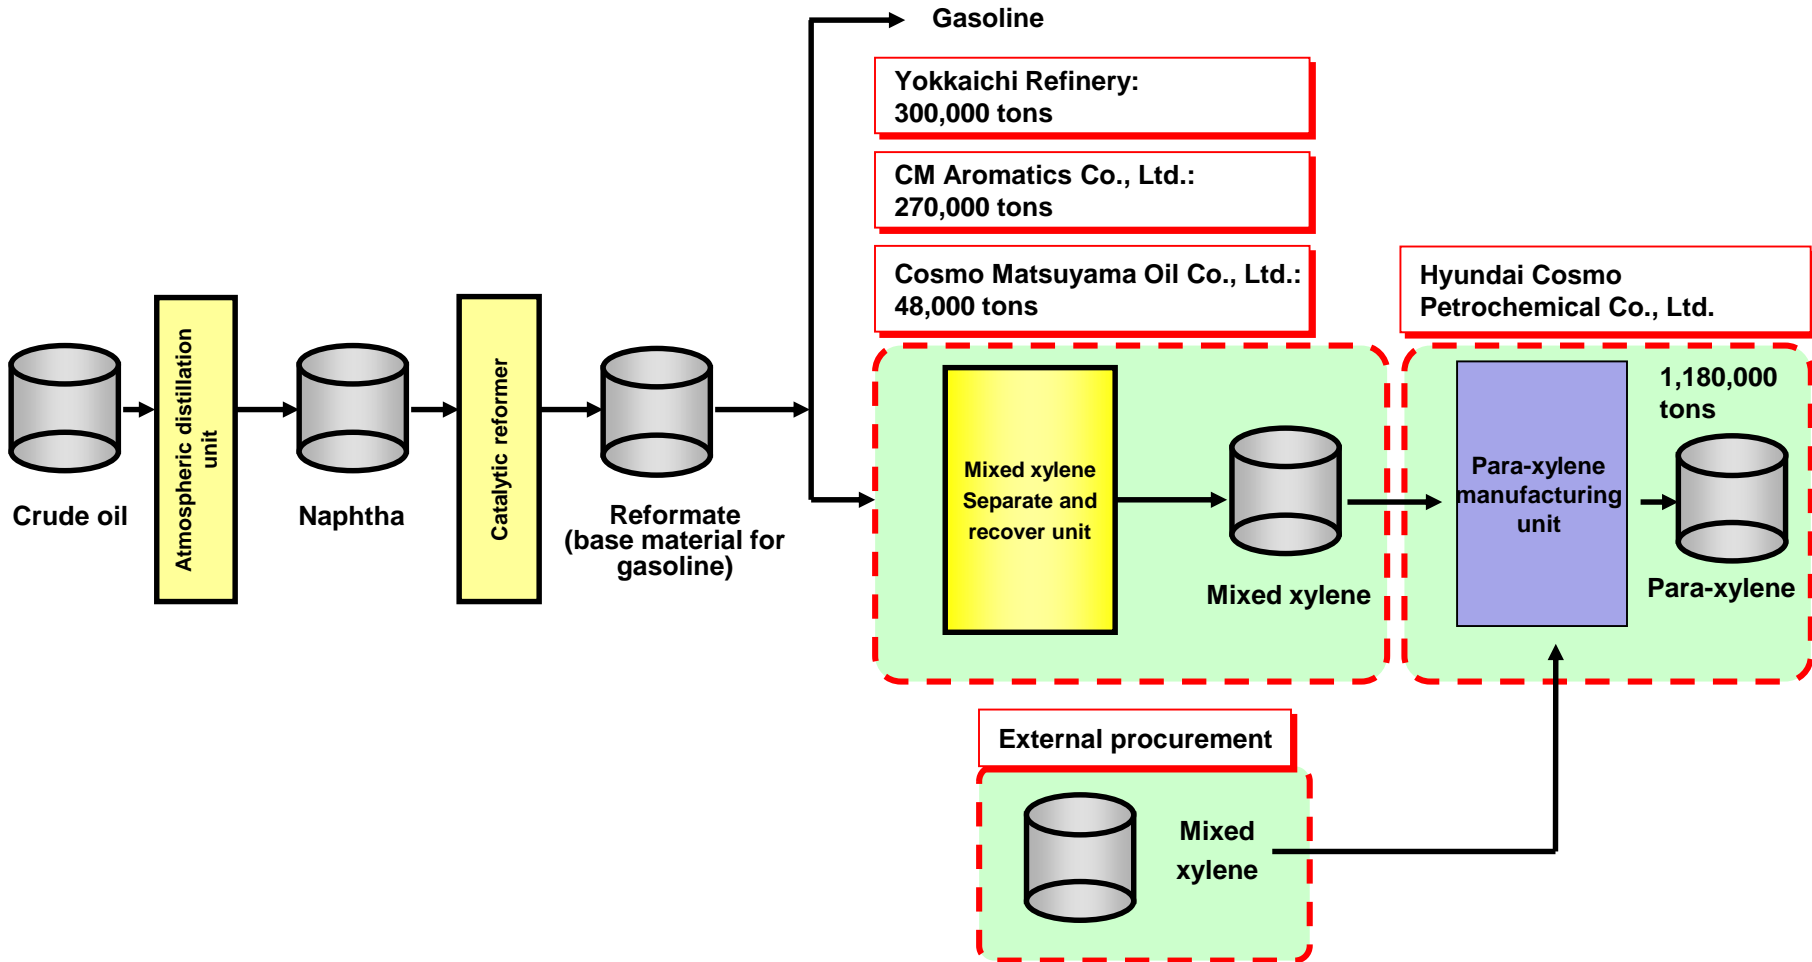 Gasoline
Yokkaichi Refinery:
300,000 tons
CM Aromatics Co., Ltd.:
270,000 tons
Cosmo Matsuyama Oil Co., Ltd.:
48,000 tons
Hyundai Cosmo
Petrochemical Co., Ltd.
Crude oil
Atmospheric distillation
unit
Naphtha
Catalytic reformer
Reformate
(base material for
gasoline)
Mixed xylene
Separate and
recover unit
Mixed xylene
Para-xylene
manufacturing
unit
1,180,000
tons
Para-xylene
External procurement
Mixed
xylene